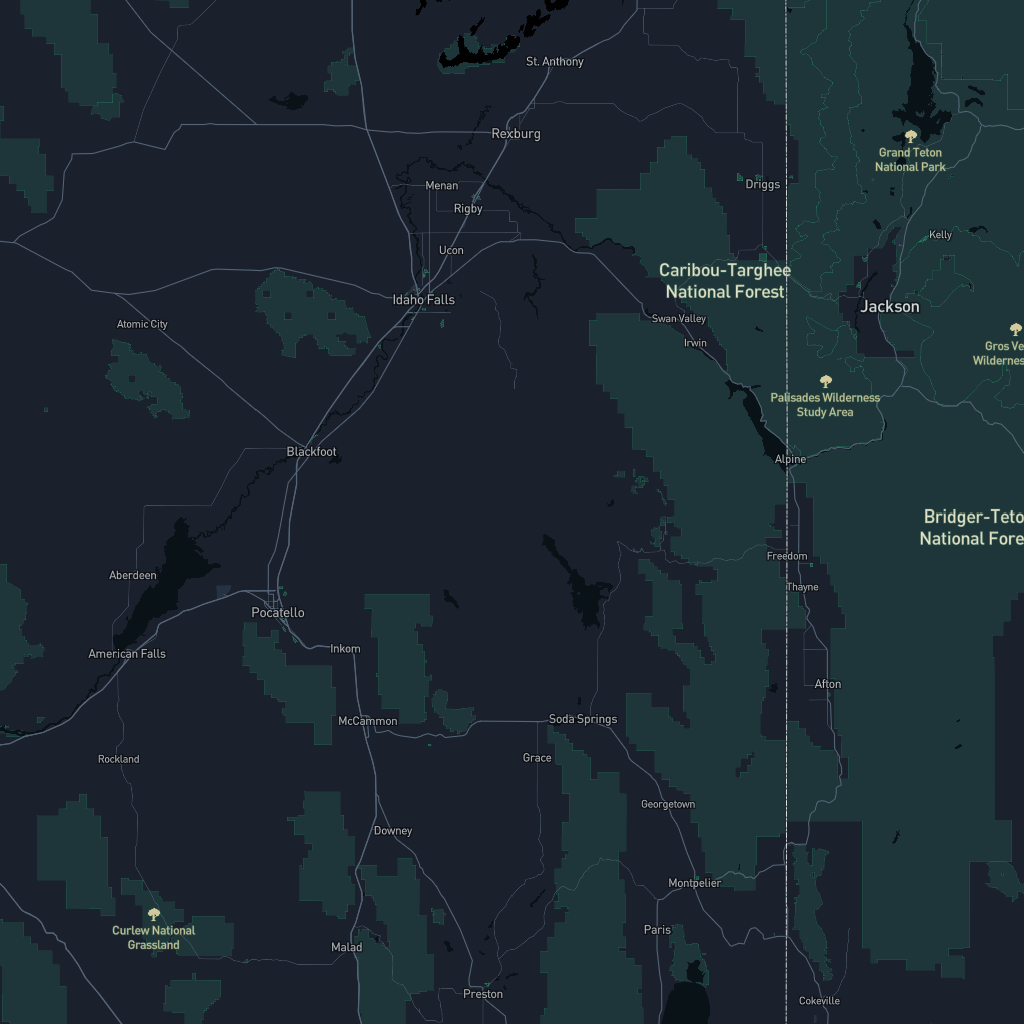 St. Anthony
Rexburg
Grand Teton
National Park
Menan
Driggs
Rigby
Kelly
Ucon
Caribou-Targhee
National Forest
Idaho Falls
Jackson
Atomic City
Swan Valley
Irwin
Gros Ve
Wilderness
Palisades Wilderness
Study Area
Blackfoot
Alpine
Bridger-Teto
National Fore
Freedom
Aberdeen
Thayne
Pocatello
Inkom
American Falls
Afton
McCammon
Soda Springs
Rockland
Grace
Georgetown
Downey
Montpelier
Curlew National
Grassland
Paris
Malad
Preston
Cokeville